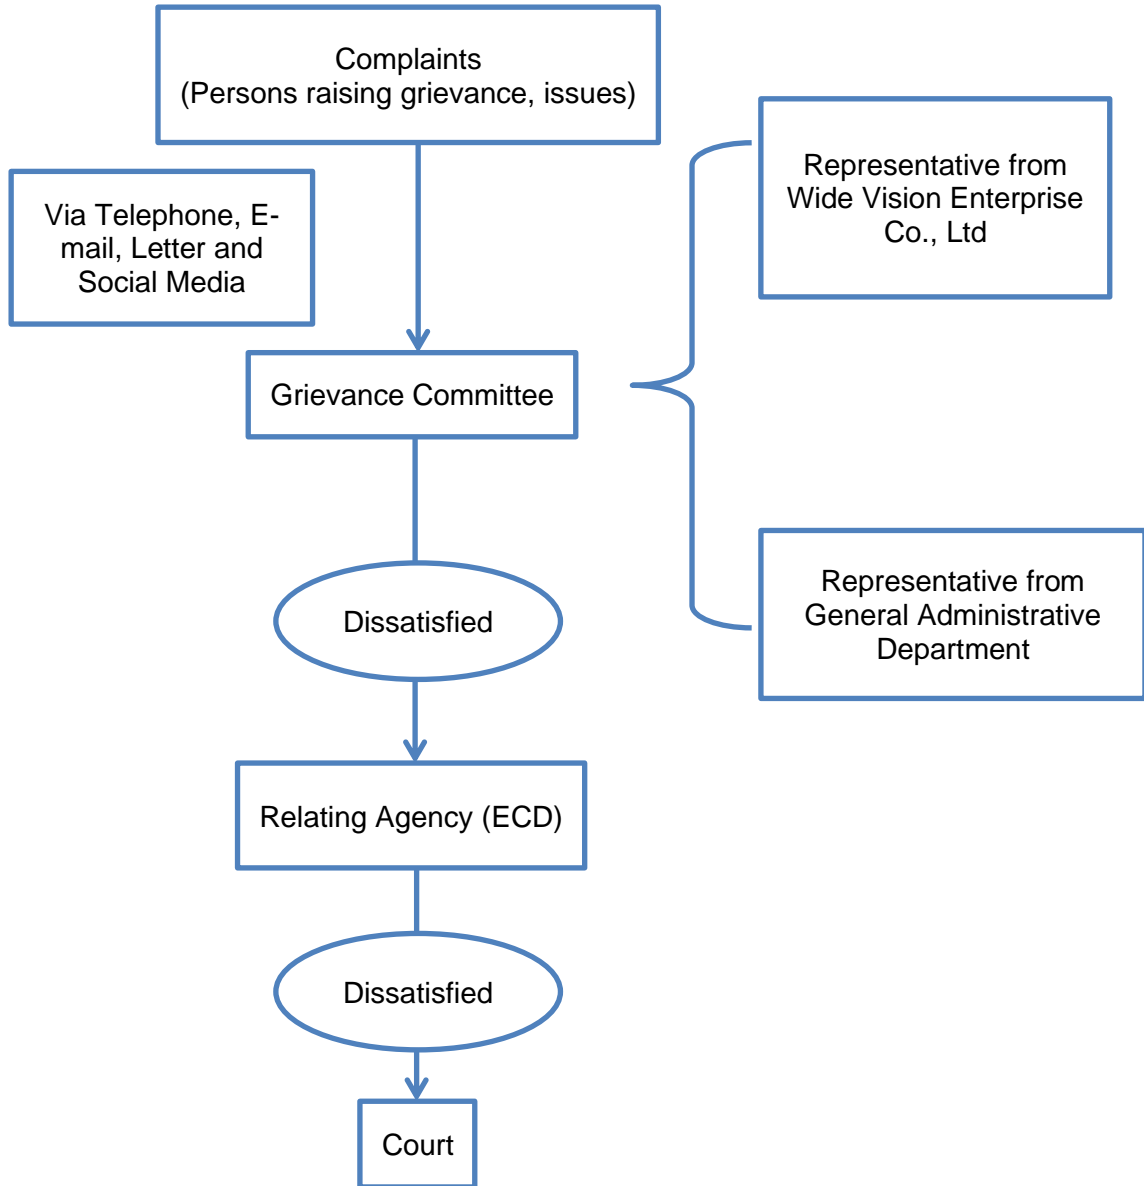 Complaints
(Persons raising grievance, issues)
Via Telephone, E-
mail, Letter and
Social Media
Representative from
Wide Vision Enterprise
Co., Ltd
Grievance Committee
Representative from
General Administrative
Department
Dissatisfied
Relating Agency (ECD)
Dissatisfied
Court